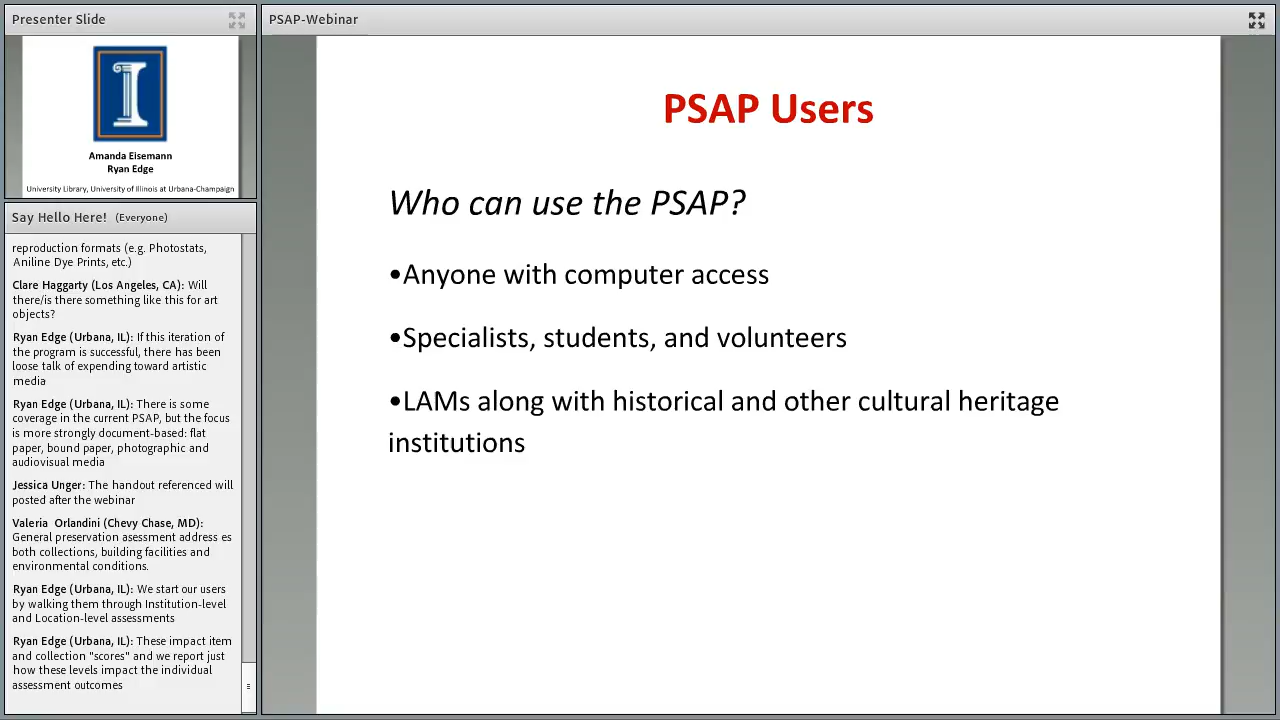 Presenter Slide
Amanda Eisemann
Ryan Edge
University Library, University of Illinois at Urbana-Champaign
Say Hello Here! (Everyone)
reproduction formats (e.g. Photostats,
Aniline Dye Prints, etc.)
Clare Haggarty (Los Angeles, CA): Will
there/is there something like this for art
objects?
Ryan Edge (Urbana, IL): If this iteration of
the program is successful, there has been
loose talk of expending toward artistic
media
Ryan Edge (Urbana, IL): There is some
coverage in the current PSAP, but the focus
is more strongly document-based: flat
paper, bound paper, photographic and
audiovisual media
Jessica Unger: The handout referenced will
posted after the webinar
Valeria Orlandini (Chevy Chase, MD):
General preservation asessment address es
both collections, building facilities and
environmental conditions.
Ryan Edge (Urbana, IL): We start our users
by walking them through Institution-level
and Location-level assessments
Ryan Edge (Urbana, IL): These impact item
and collection "scores" and we report just
how these levels impact the individual
assessment outcomes
PSAP-Webinar
PSAP Users
Who can use the PSAP?
•Anyone with computer access
•Specialists, students, and volunteers
•LAMs along with historical and other cultural heritage
institutions